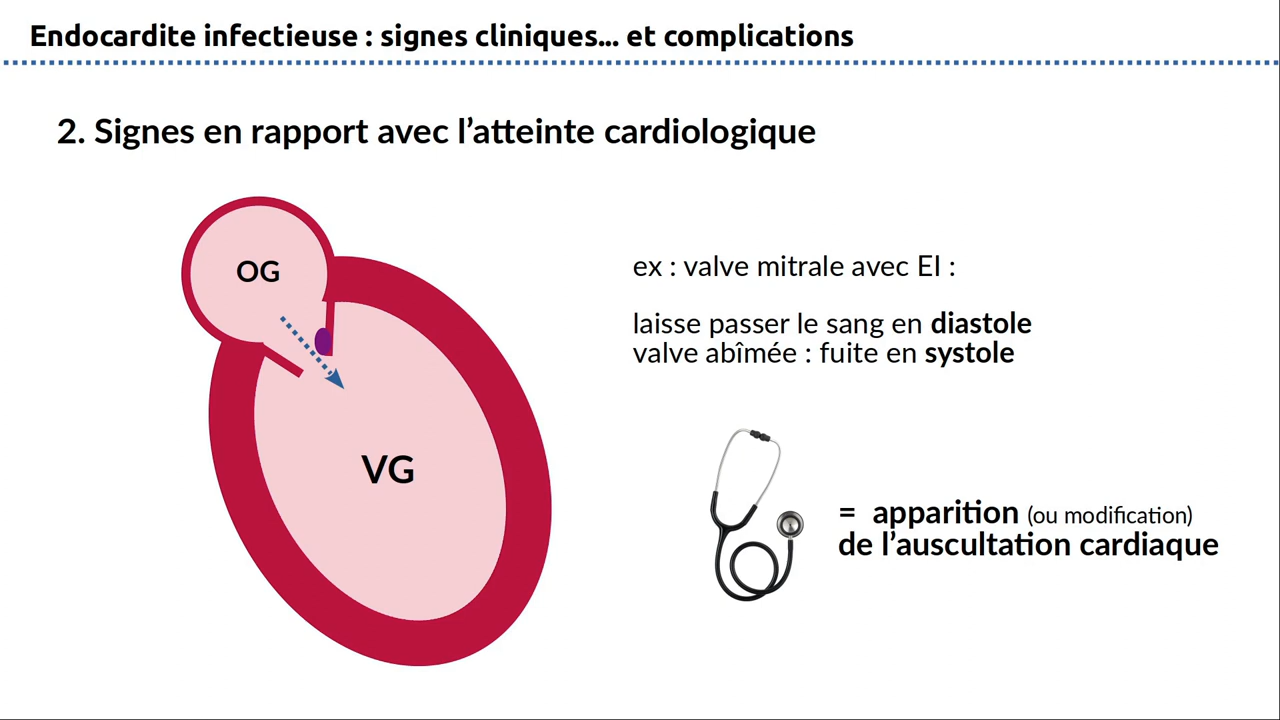 Endocardite infectieuse : signes cliniques... et complications
2. Signes en rapport avec l'atteinte cardiologique
OG
ex : valve mitrale avec EI :
laisse passer le sang en diastole
valve abîmée : fuite en systole
VG
= apparition (ou modification)
de l'auscultation cardiaque